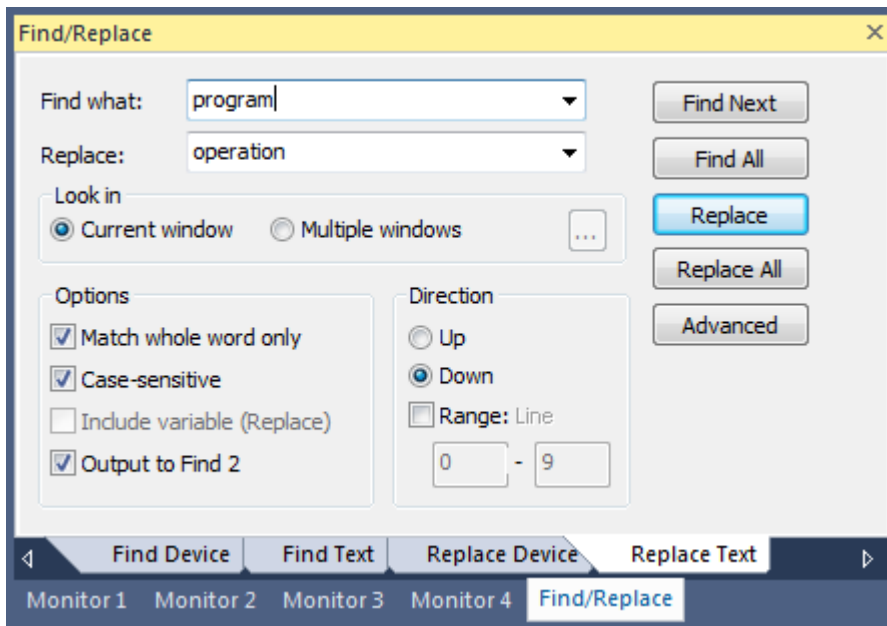 Find/Replace
Find what: program
Find Next
Replace: operation
Find All
Look in
Current window Multiple windows ...
Replace
Replace All
Options
Direction
Match whole word only
Up
Advanced
Case-sensitive
Down
Include variable (Replace)
Range: Line
Output to Find 2
0 - 9
Find Device Find Text Replace Device Replace Text
Monitor 1 Monitor 2 Monitor 3 Monitor 4 Find/Replace